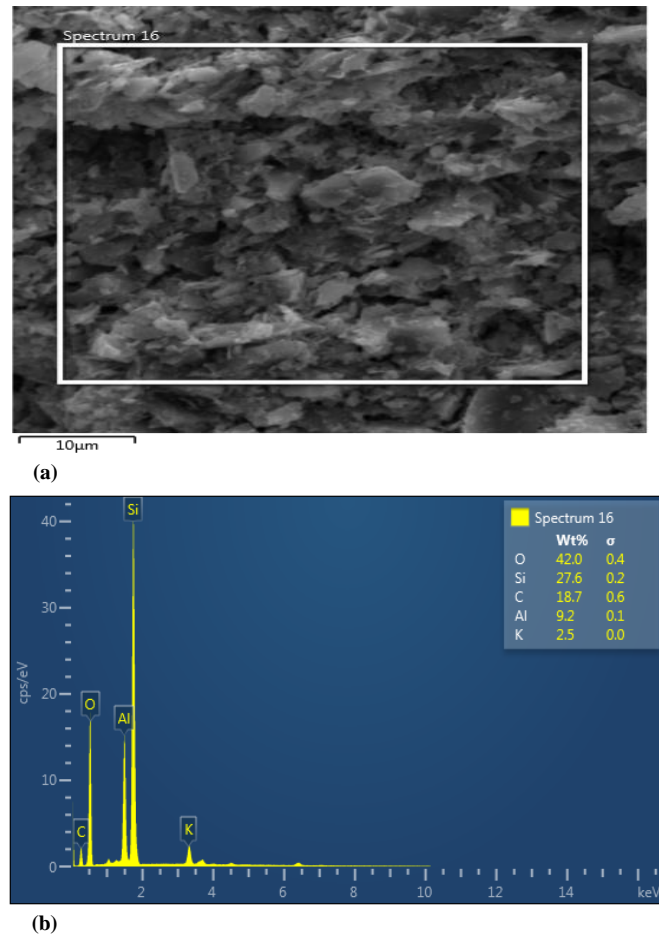 Spectrum 16
10µm
(a)
40
30
20
10
0
cps/eV
Si
O
Al
C
K
2 4 6 8 10 12 14 keV
Spectrum 16
Wt% σ
O 42.0 0.4
Si 27.6 0.2
C 18.7 0.6
Al 9.2 0.1
K 2.5 0.0
(b)